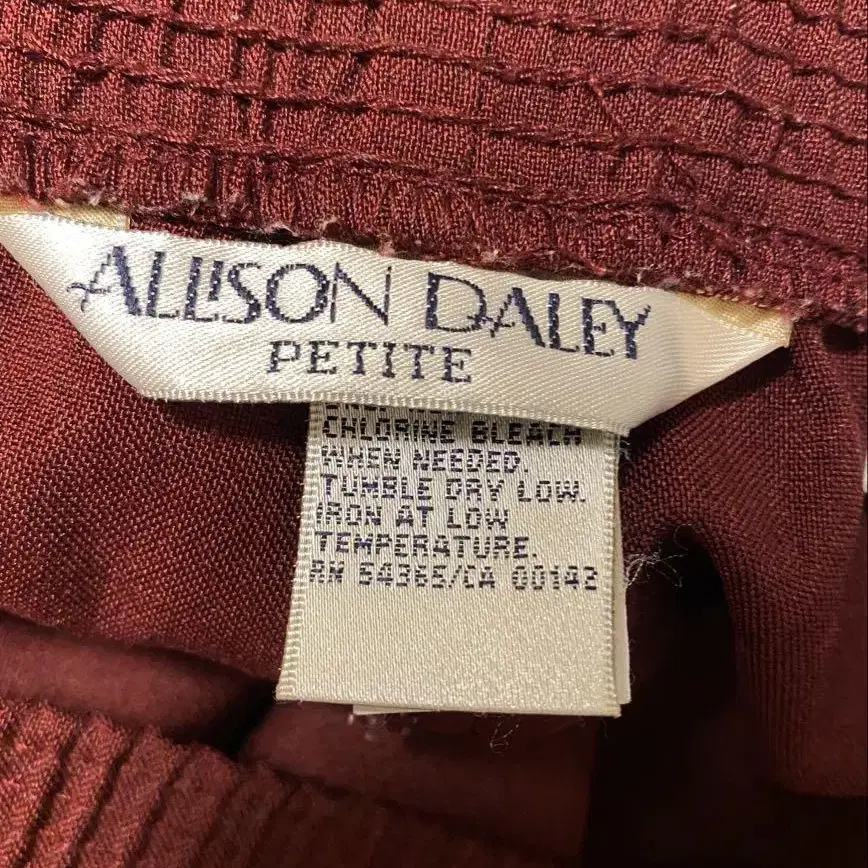 ALLISON DALEY
PETITE
CHLORINE BLEACH
WHEN NEEDED.
TUMBLE DRY LOW.
IRON AT LOW
TEMPERATURE.
RN 54365/CA 00142